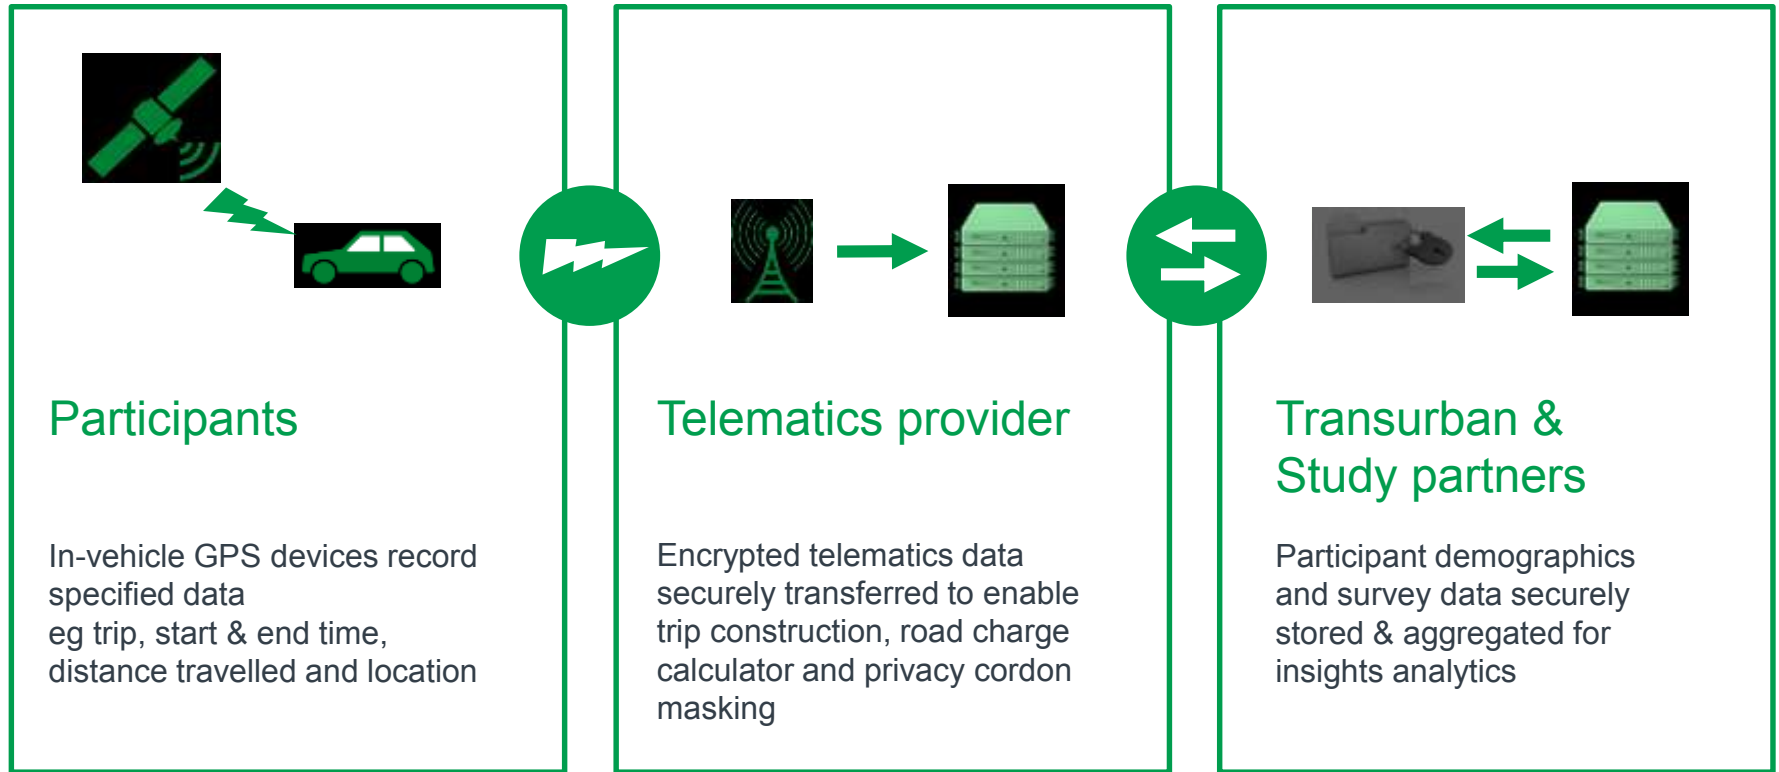 Participants
In-vehicle GPS devices record
specified data
eg trip, start & end time,
distance travelled and location
Telematics provider
Encrypted telematics data
securely transferred to enable
trip construction, road charge
calculator and privacy cordon
masking
Transurban &
Study partners
Participant demographics
and survey data securely
stored & aggregated for
insights analytics